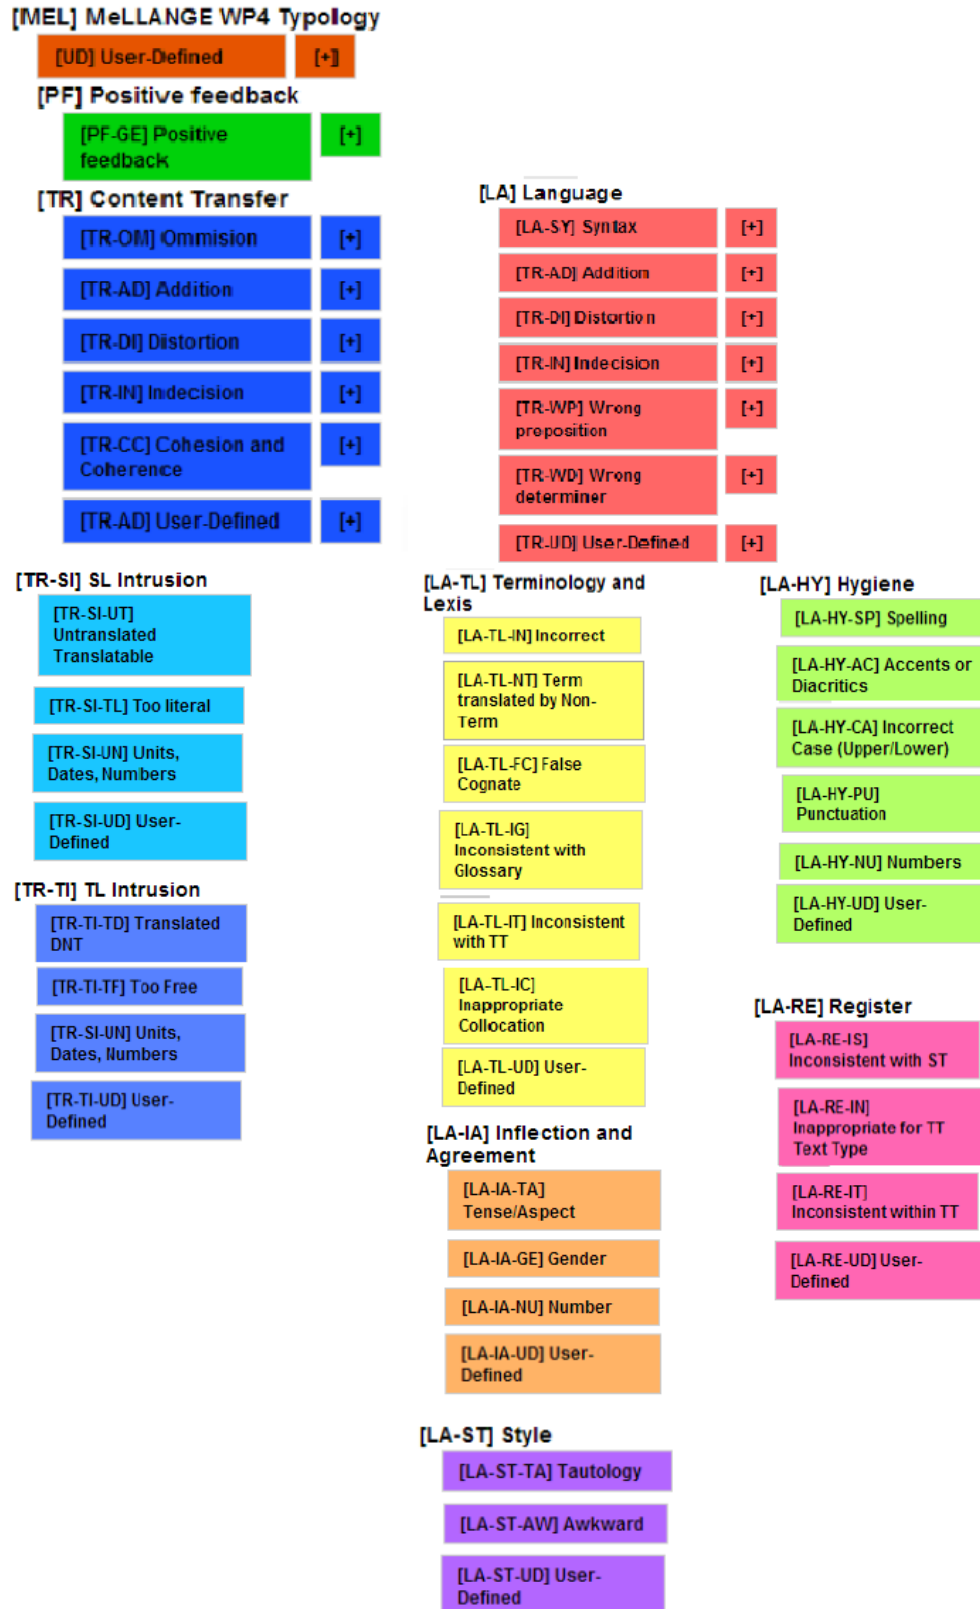 [MEL] MeLLANGE WP4 Typology
[UD] User-Defined [+]
[PF] Positive feedback
[PF-GE] Positive [+]
feedback
[TR] Content Transfer
[TR-OM] Ommision [+]
[TR-AD] Addition [+]
[TR-DI] Diistortion [+]
[TR-IN] Indecision [+]
[TR-CC] Cohesion and [+]
Coherence
[TR-AD] User-Defined [+]
[LA] Language
[LA-SY] Syntax [+]
[TR-AD] Addition [+]
[TR-DI] Distortion [+]
[TR-IN] Indecision [+]
[TR-WP] Wrong [+]
preposition
[TR-WD] Wrong [+]
determiner
[TR-UD] User-Defined [+]
[TR-SI] SL Intrusion
[TR-SI-UT]
Untranslated
Translatable
[TR-SI-TL] Too literal
[TR-SI-UN] Units,
Dates, Numbers
[TR-SI-UD] User-
Defined
[TR-TI] TL Intrusion
[TR-TI-TD] Translated
DNT
[TR-TI-TF] Too Free
[TR-SI-UN] Units,
Dates, Numbers
[TR-TI-UD] User-
Defined
[LA-TL] Terminology and
Lexis
[LA-TL-IN] Incorrect
[LA-TL-NT] Term
translated by Non-
Term
[LA-TL-FC] False
Cognate
[LA-TL-IG]
Inconsistent with
Glossary
[LA-TL-IT] Inconsistent
with TT
[LA-TL-IC]
Inappropriate
Collocation
[LA-TL-UD] User-
Defined
[LA-IA] Inflection and
Agreement
[LA-IA-TA]
Tense/Aspect
[LA-IA-GE] Gender
[LA-IA-NU] Number
[LA-IA-UD] User-
Defined
[LA-ST] Style
[LA-ST-TA] Tautology
[LA-ST-AW] Awkward
[LA-ST-UD] User-
Defined
[LA-HY] Hygiene
[LA-HY-SP] Spelling
[LA-HY-AC] Accents or
Diacritics
[LA-HY-CA] Incorrect
Case (Upper/Lower)
[LA-HY-PU]
Punctuation
[LA-HY-NU] Numbers
[LA-HY-UD] User-
Defined
[LA-RE] Register
[LA-RE-IS]
Inconsistent with ST
[LA-RE-IN]
Inappropriate for TT
Text Type
[LA-RE-IT]
Inconsistent within TT
[LA-RE-UD] User-
Defined